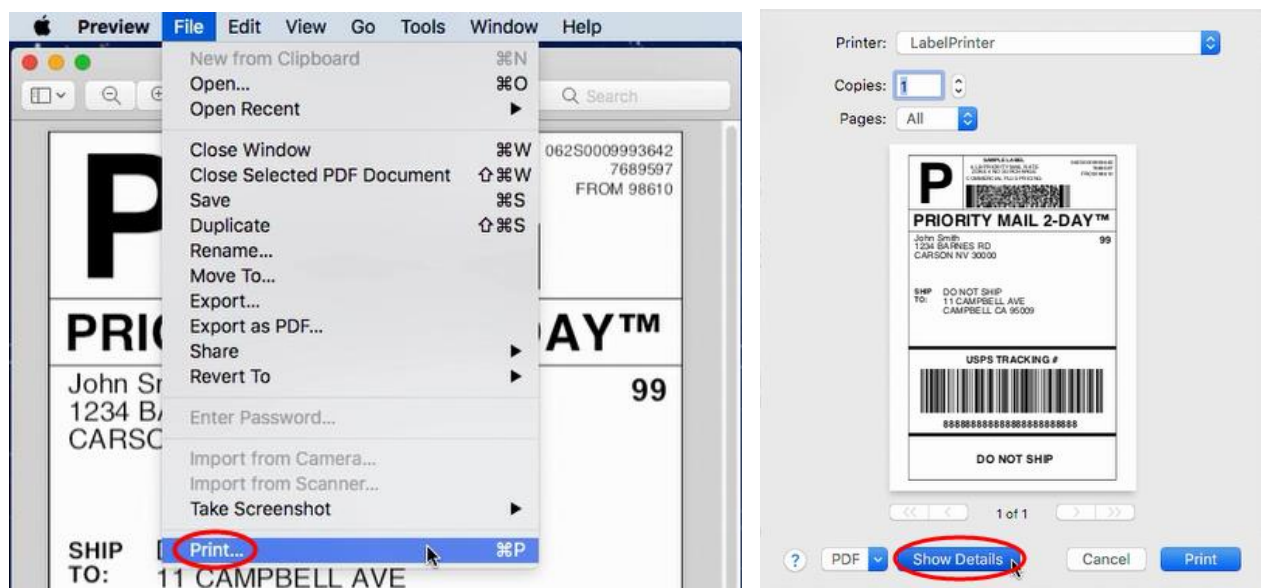 Preview File Edit View Go Tools Window Help
New from Clipboard ⌘N
Open... ⌘O
Open Recent ▶
Close Window ⌘W
Close Selected PDF Document ⇧⌘W
Save ⌘S
Duplicate ⇧⌘S
Rename...
Move To...
Export...
Export as PDF...
Share ▶
Revert To ▶
Enter Password...
Import from Camera...
Import from Scanner...
Take Screenshot ▶
Print... ⌘P
Search
P
062S0009993642
7689597
FROM 98610
PRI AY™
John S 99
1234 B
CARSO
SHIP
TO: 11 CAMPBELL AVE
Printer: LabelPrinter
Copies: 1
Pages: All
P
SAMPLE LABEL
PRIORITY MAIL 2-DAY™
John Smith 99
1234 BARNES RD
CARSON NV 30000
SHIP DO NOT SHIP
TO: 11 CAMPBELL AVE
CAMPBELL CA 95009
USPS TRACKING #
DO NOT SHIP
1 of 1
? PDF Show Details Cancel Print